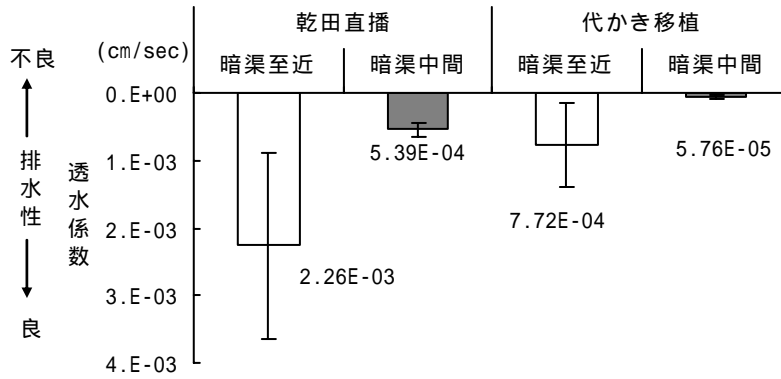 乾田直播 代かき移植
不良 (cm/sec) 暗渠至近 暗渠中間 暗渠至近 暗渠中間
0.E+00
1.E-03
2.E-03
3.E-03
4.E-03
排水性
透水係数
良
2.26E-03
5.39E-04
7.72E-04
5.76E-05